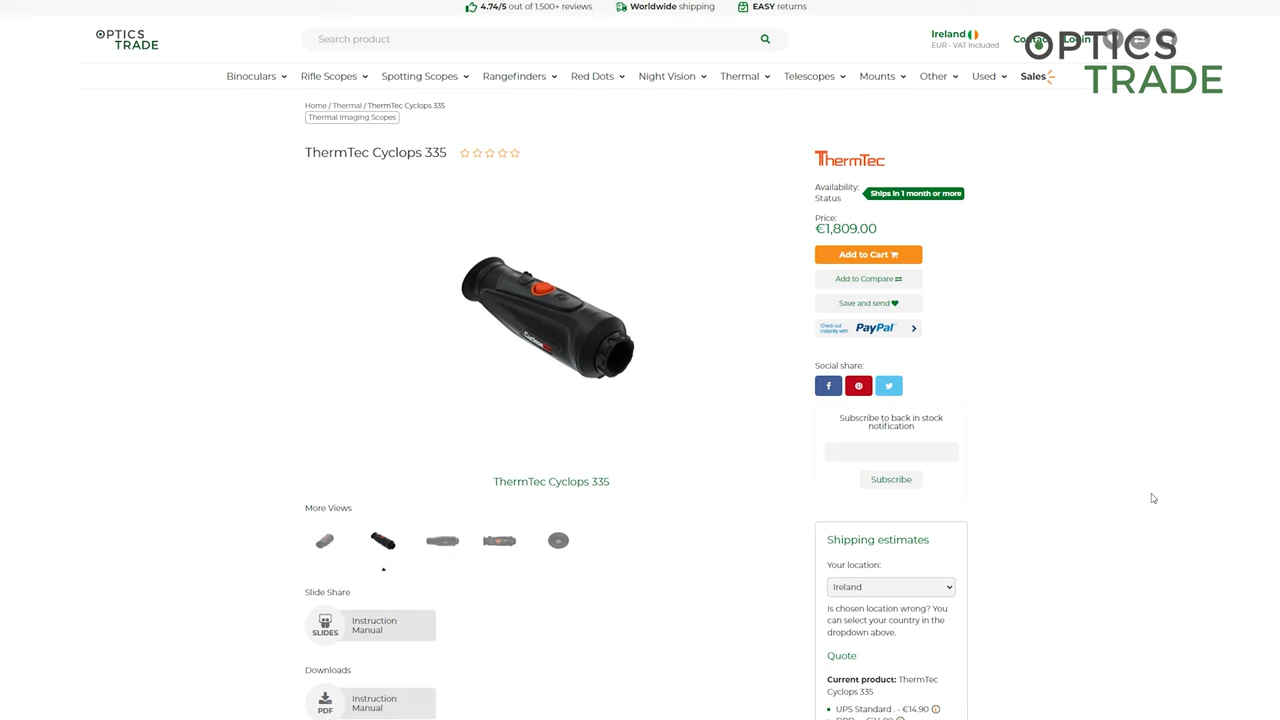 4.74/5 out of 1.500+ reviews
Worldwide shipping
EASY returns
OPTICS
TRADE
Search product
Ireland
EUR - VAT Included
OPTICS
TRADE
Binoculars
Rifle Scopes
Spotting Scopes
Rangefinders
Red Dots
Night Vision
Thermal
Telescopes
Mounts
Other
Used
Sales
Home / Thermal / ThermTec Cyclops 335
Thermal Imaging Scopes
ThermTec Cyclops 335
ThermTec
Availability:
Status
Ships in 1 month or more
Price:
€1,809.00
Add to Cart
Add to Compare
Save and send
Check out
instantly with
PayPal
Social share:
Subscribe to back in stock
notification
Subscribe
ThermTec Cyclops 335
More Views
Slide Share
SLIDES
Instruction
Manual
Downloads
PDF
Instruction
Manual
Shipping estimates
Your location:
Ireland
Is chosen location wrong? You
can select your country in the
dropdown above.
Quote
Current product: ThermTec
Cyclops 335
UPS Standard . - €14.90